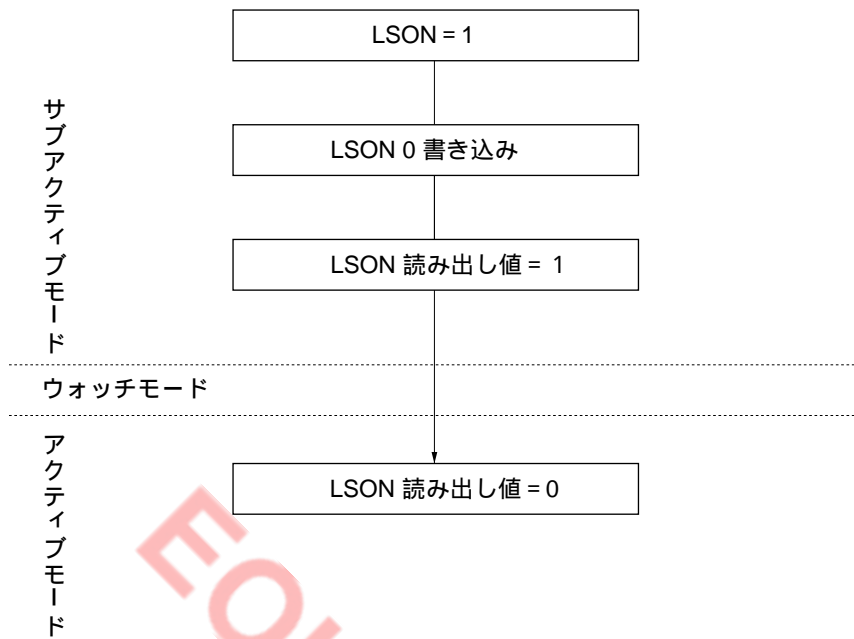 LSON = 1
サブアクティブモード
LSON 0 書き込み
LSON 読み出し値 = 1
ウォッチモード
アクティブモード
LSON 読み出し値 = 0